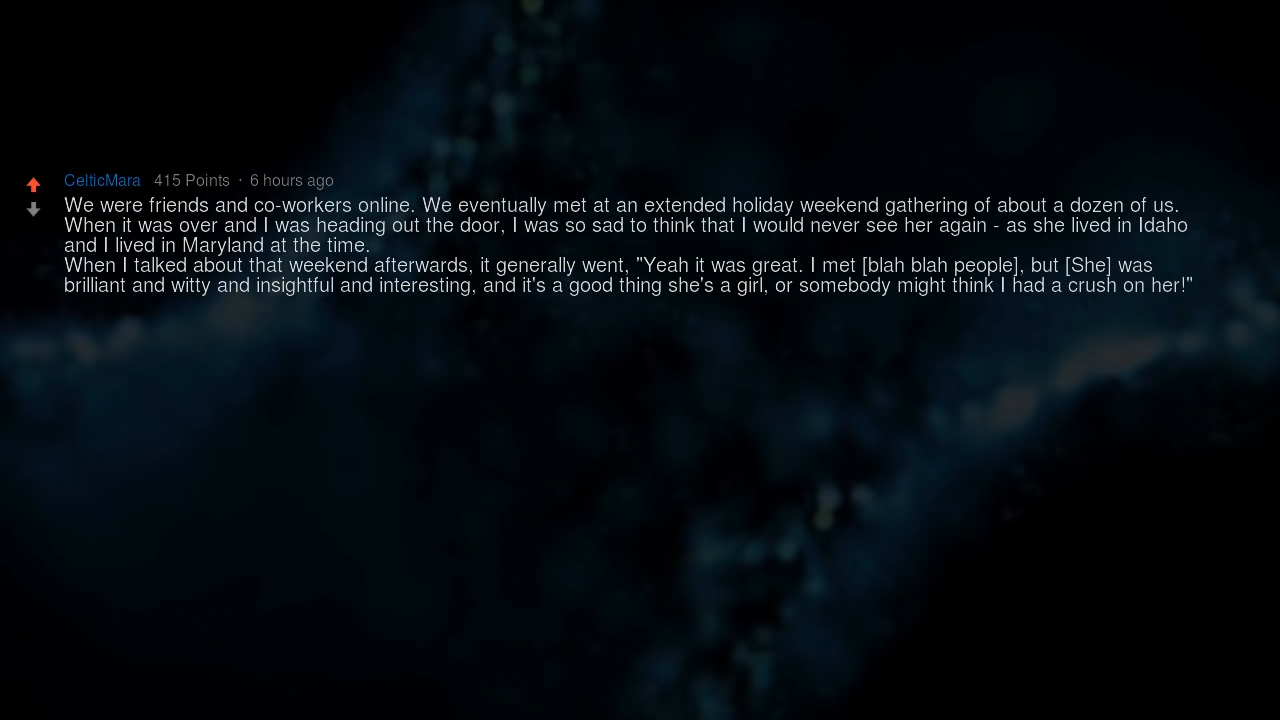 CelticMara 415 Points · 6 hours ago
We were friends and co-workers online. We eventually met at an extended holiday weekend gathering of about a dozen of us.
When it was over and I was heading out the door, I was so sad to think that I would never see her again - as she lived in Idaho
and I lived in Maryland at the time.
When I talked about that weekend afterwards, it generally went, "Yeah it was great. I met [blah blah people], but [She] was
brilliant and witty and insightful and interesting, and it's a good thing she's a girl, or somebody might think I had a crush on her!"